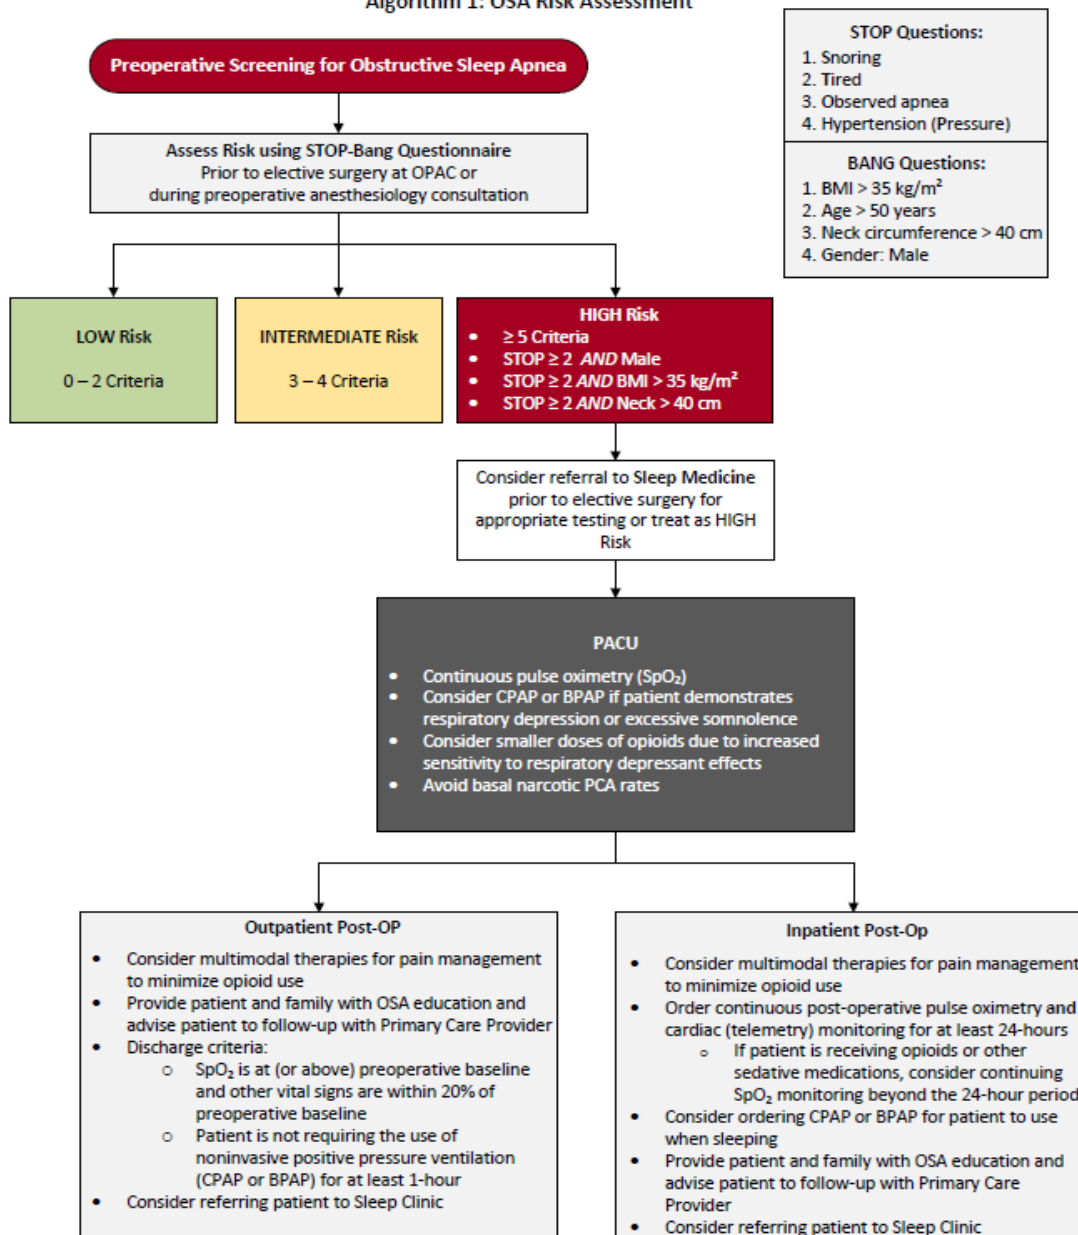 Algorithm 1: OSA Risk Assessment
Preoperative Screening for Obstructive Sleep Apnea
STOP Questions:
1. Snoring
2. Tired
3. Observed apnea
4. Hypertension (Pressure)
BANG Questions:
1. BMI > 35 kg/m²
2. Age > 50 years
3. Neck circumference > 40 cm
4. Gender: Male
Assess Risk using STOP-Bang Questionnaire
Prior to elective surgery at OPAC or
during preoperative anesthesiology consultation
LOW Risk
0 – 2 Criteria
INTERMEDIATE Risk
3 – 4 Criteria
HIGH Risk
• ≥ 5 Criteria
• STOP ≥ 2 AND Male
• STOP ≥ 2 AND BMI > 35 kg/m²
• STOP ≥ 2 AND Neck > 40 cm
Consider referral to Sleep Medicine
prior to elective surgery for
appropriate testing or treat as HIGH
Risk
PACU
• Continuous pulse oximetry (SpO₂)
• Consider CPAP or BPAP if patient demonstrates
respiratory depression or excessive somnolence
• Consider smaller doses of opioids due to increased
sensitivity to respiratory depressant effects
• Avoid basal narcotic PCA rates
Outpatient Post-OP
• Consider multimodal therapies for pain management
to minimize opioid use
• Provide patient and family with OSA education and
advise patient to follow-up with Primary Care Provider
• Discharge criteria:
o SpO₂ is at (or above) preoperative baseline
and other vital signs are within 20% of
preoperative baseline
o Patient is not requiring the use of
noninvasive positive pressure ventilation
(CPAP or BPAP) for at least 1-hour
• Consider referring patient to Sleep Clinic
Inpatient Post-Op
• Consider multimodal therapies for pain management
to minimize opioid use
• Order continuous post-operative pulse oximetry and
cardiac (telemetry) monitoring for at least 24-hours
o If patient is receiving opioids or other
sedative medications, consider continuing
SpO₂ monitoring beyond the 24-hour period
• Consider ordering CPAP or BPAP for patient to use
when sleeping
• Provide patient and family with OSA education and
advise patient to follow-up with Primary Care
Provider
• Consider referring patient to Sleep Clinic